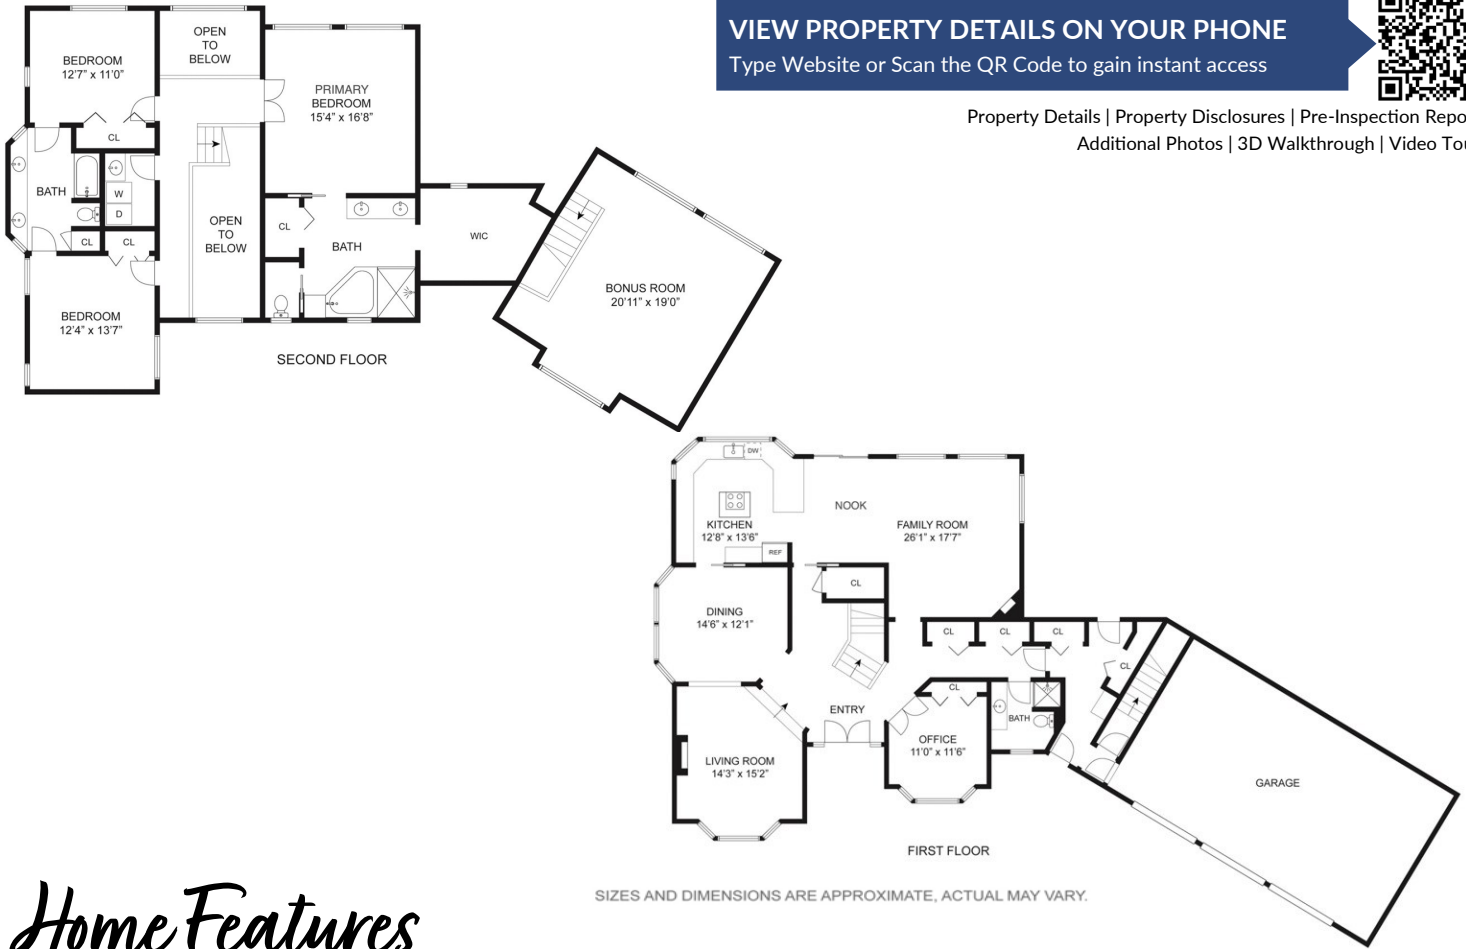 VIEW PROPERTY DETAILS ON YOUR PHONE
Type Website or Scan the QR Code to gain instant access
Property Details | Property Disclosures | Pre-Inspection Repo
Additional Photos | 3D Walkthrough | Video Tou
BEDROOM
12'7" x 11'0"
OPEN
TO
BELOW
PRIMARY
BEDROOM
15'4" x 16'8"
CL
BATH
W
D
CL
CL
OPEN
TO
BELOW
CL
BATH
WIC
BEDROOM
12'4" x 13'7"
BONUS ROOM
20'11" x 19'0"
SECOND FLOOR
DW
NOOK
KITCHEN
12'8" x 13'6"
FAMILY ROOM
26'1" x 17'7"
REF
CL
DINING
14'6" x 12'1"
CL
CL
CL
CL
CL
ENTRY
BATH
OFFICE
11'0" x 11'6"
LIVING ROOM
14'3" x 15'2"
GARAGE
FIRST FLOOR
SIZES AND DIMENSIONS ARE APPROXIMATE, ACTUAL MAY VARY.
Home Features